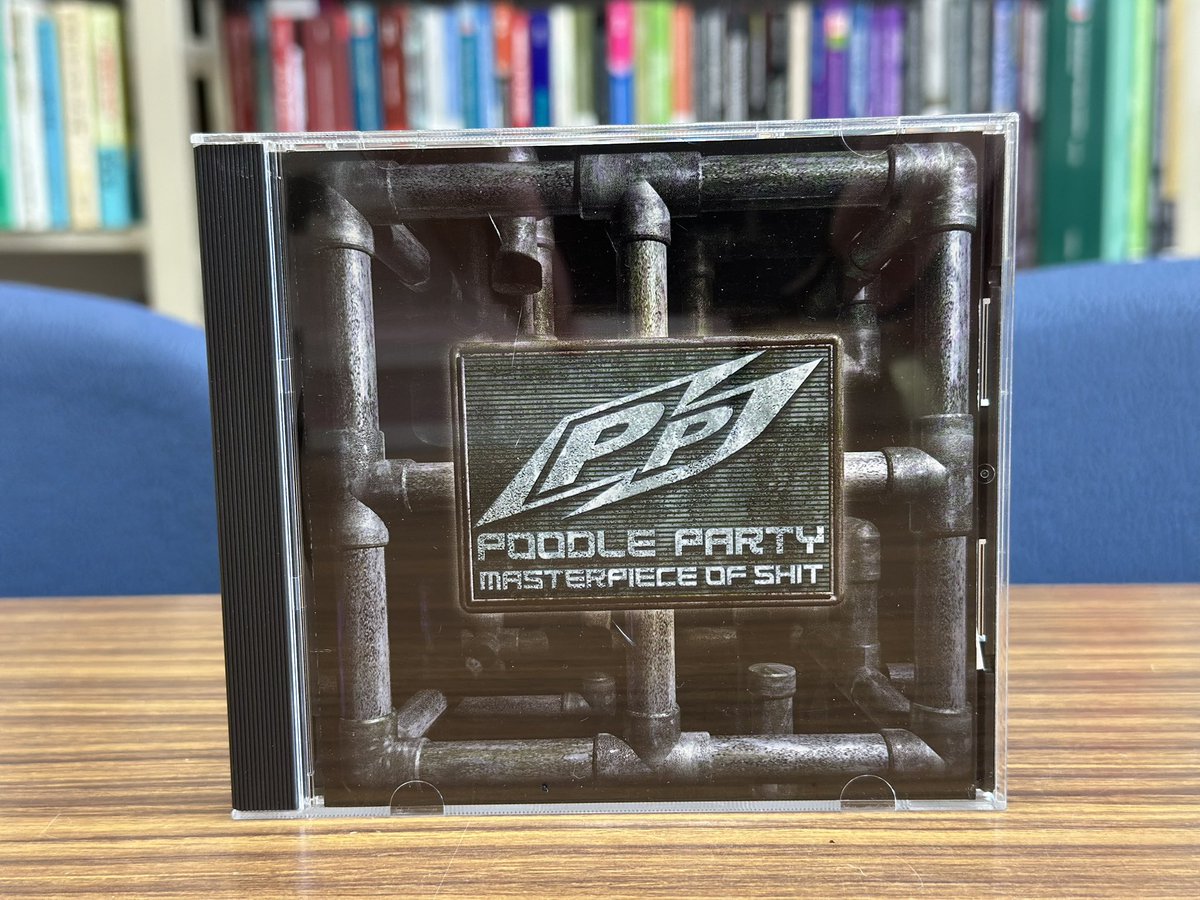 PP
POODLE PARTY
MASTERPIECE OF SHIT